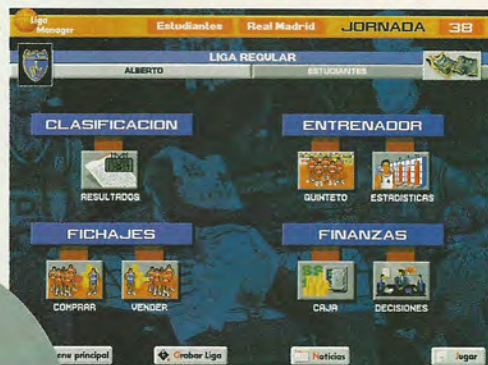 Liga
Manager
Estudiantes Real Madrid JORNADA 38
LIGA REGULAR
ALBERTO ESTUDIANTES
CLASIFICACION ENTRENADOR
RESULTADOS QUINTETO ESTADISTICAS
FICHAJES FINANZAS
COMPRAR VENDER CAJA DECISIONES
principal Grabar Liga Noticias Jugar